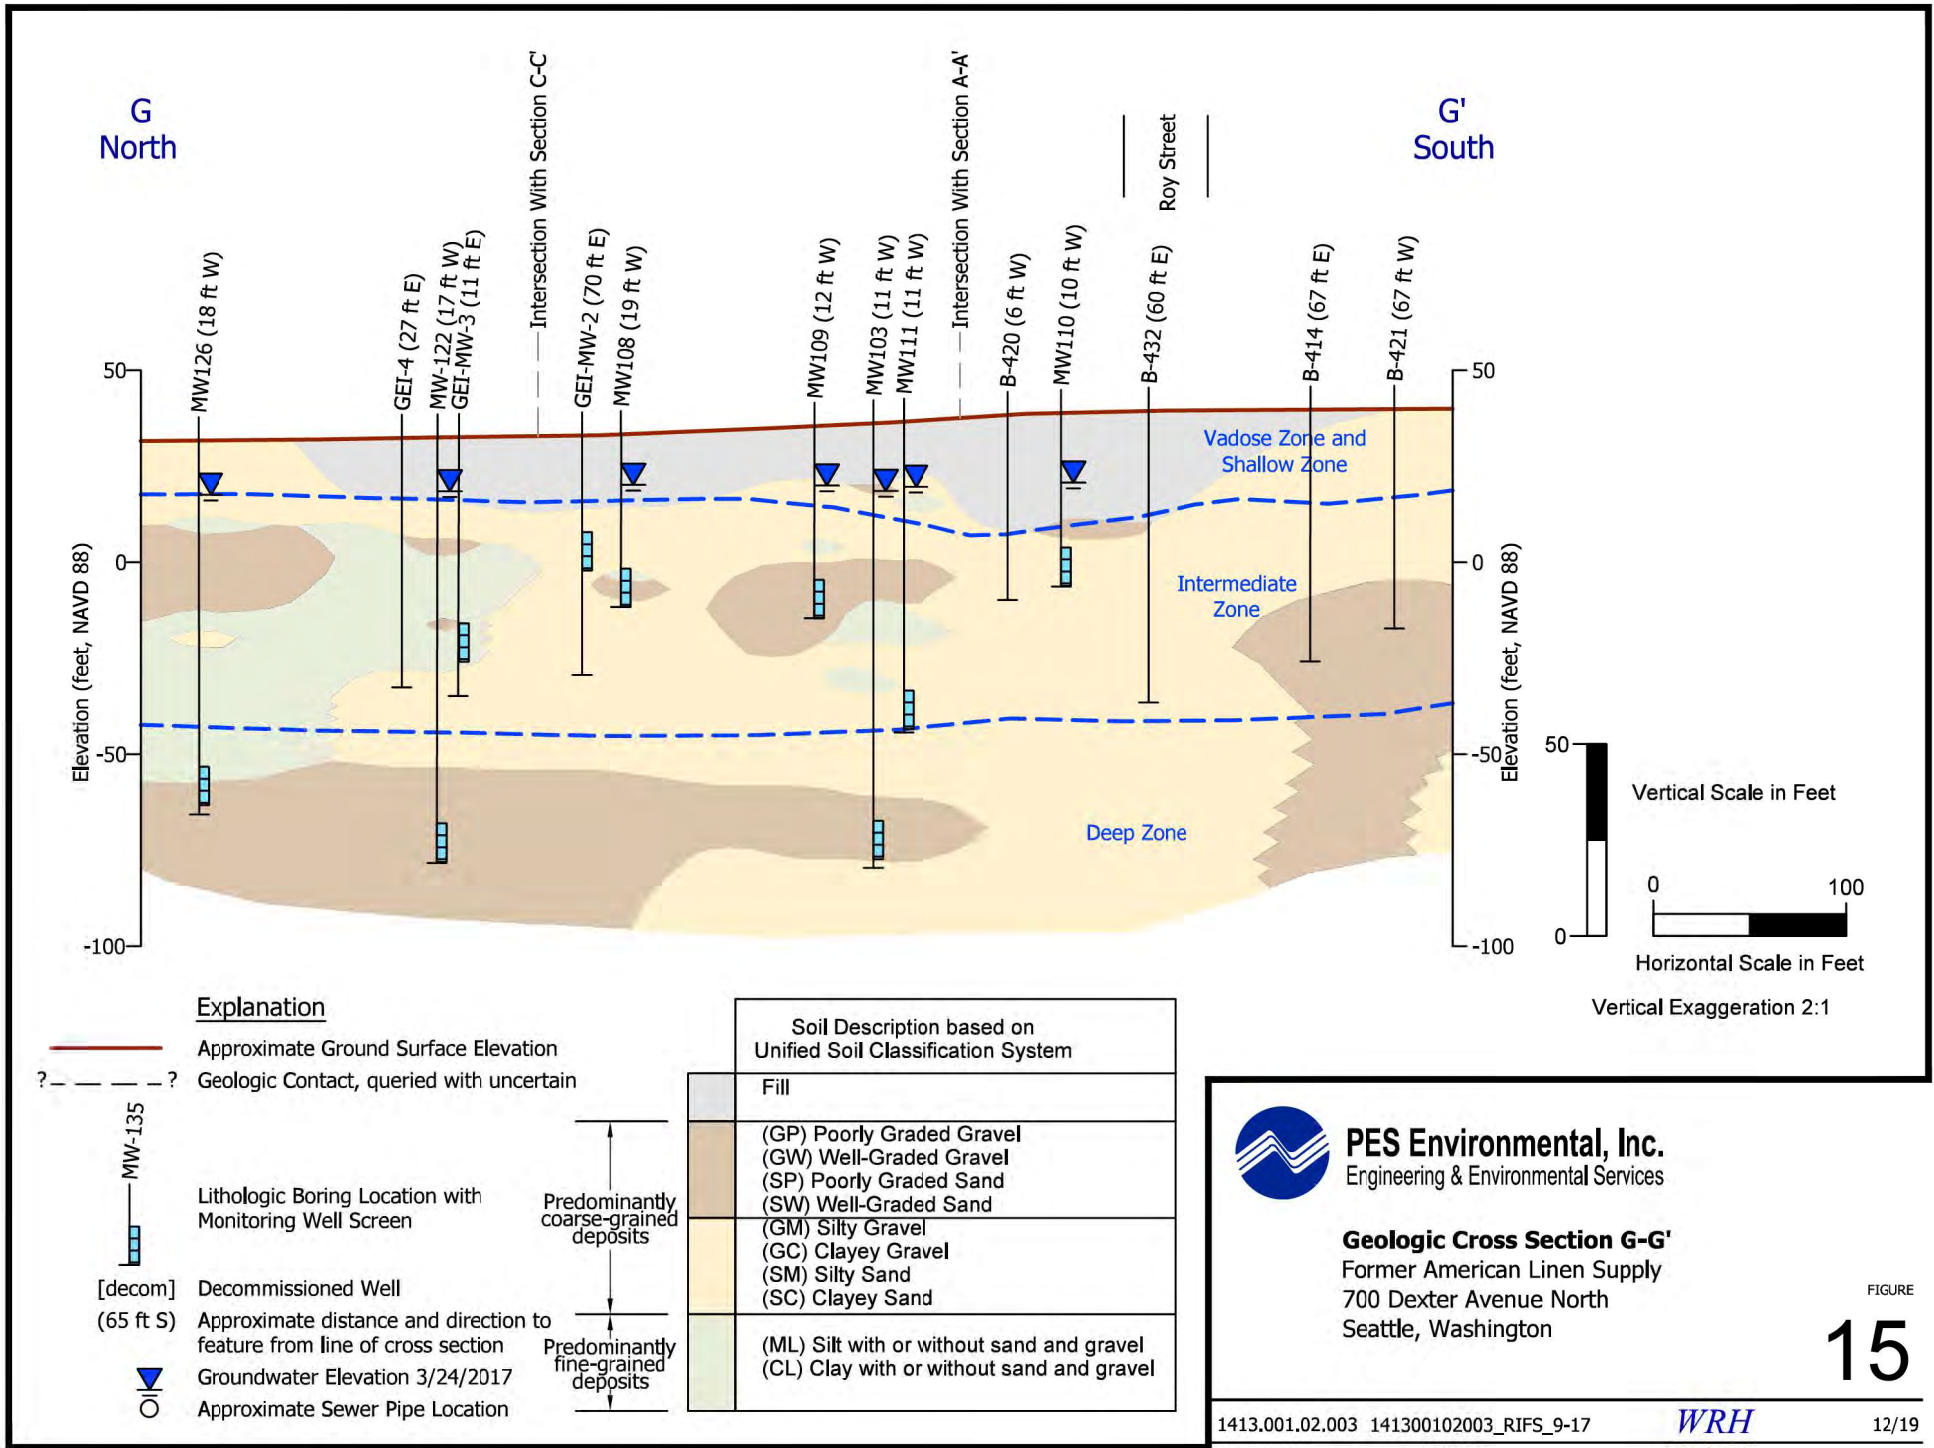 G
North
G'
South
Intersection With Section C-C'
Intersection With Section A-A'
Roy Street
MW126 (18 ft W)
GEI-4 (27 ft E)
MW-122 (17 ft W)
GEI-MW-3 (11 ft E)
GEI-MW-2 (70 ft E)
MW108 (19 ft W)
MW109 (12 ft W)
MW103 (11 ft W)
MW111 (11 ft W)
B-420 (6 ft W)
MW110 (10 ft W)
B-432 (60 ft E)
B-414 (67 ft E)
B-421 (67 ft W)
50
0
-50
-100
Elevation (feet, NAVD 88)
50
0
-50
-100
Elevation (feet, NAVD 88)
Vadose Zone and
Shallow Zone
Intermediate
Zone
Deep Zone
50
0
Vertical Scale in Feet
0
100
Horizontal Scale in Feet
Vertical Exaggeration 2:1
Explanation
Approximate Ground Surface Elevation
? ?
Geologic Contact, queried with uncertain
MW-135
Lithologic Boring Location with
Monitoring Well Screen
[decom]
Decommissioned Well
(65 ft S)
Approximate distance and direction to
feature from line of cross section
Groundwater Elevation 3/24/2017
Approximate Sewer Pipe Location
Predominantly
coarse-grained
deposits
Predominantly
fine-grained
deposits
Soil Description based on
Unified Soil Classification System
Fill
(GP) Poorly Graded Gravel
(GW) Well-Graded Gravel
(SP) Poorly Graded Sand
(SW) Well-Graded Sand
(GM) Silty Gravel
(GC) Clayey Gravel
(SM) Silty Sand
(SC) Clayey Sand
(ML) Silt with or without sand and gravel
(CL) Clay with or without sand and gravel
PES Environmental, Inc.
Engineering & Environmental Services
Geologic Cross Section G-G'
Former American Linen Supply
700 Dexter Avenue North
Seattle, Washington
FIGURE
15
1413.001.02.003 141300102003_RIFS_9-17
WRH
12/19